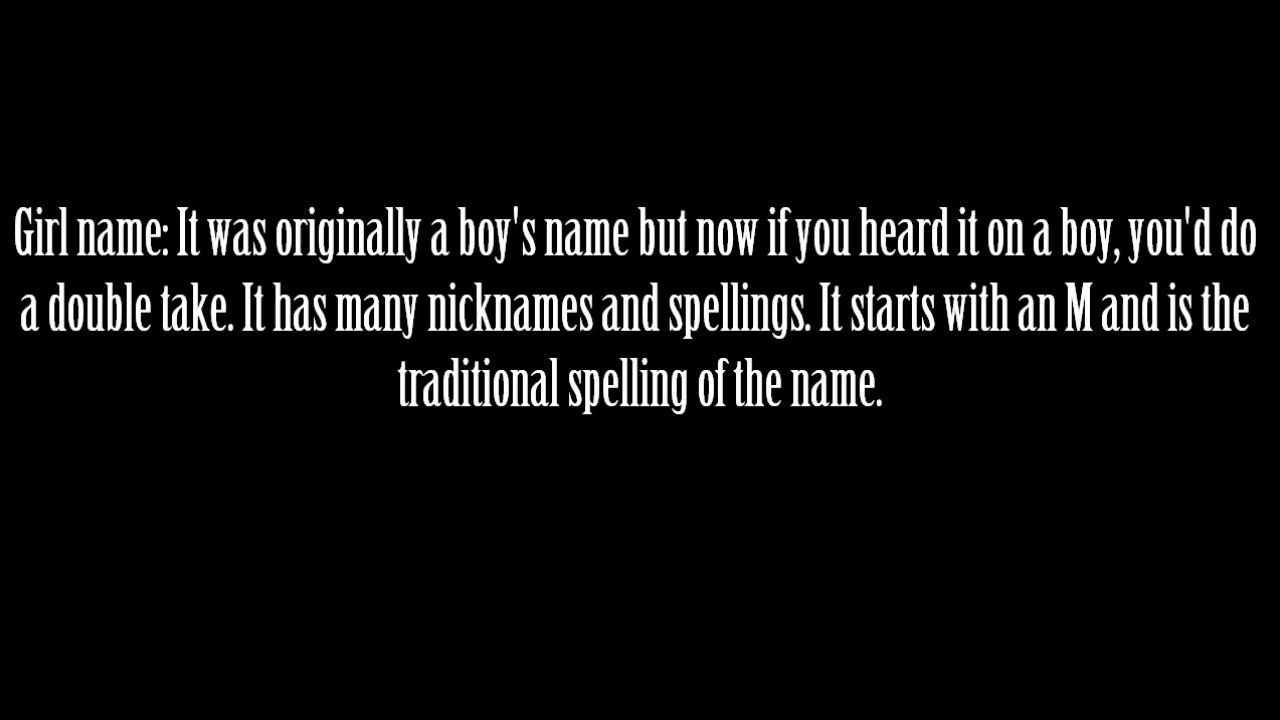 Girl name: It was originally a boy's name but now if you heard it on a boy, you'd do
a double take. It has many nicknames and spellings. It starts with an M and is the
traditional spelling of the name.